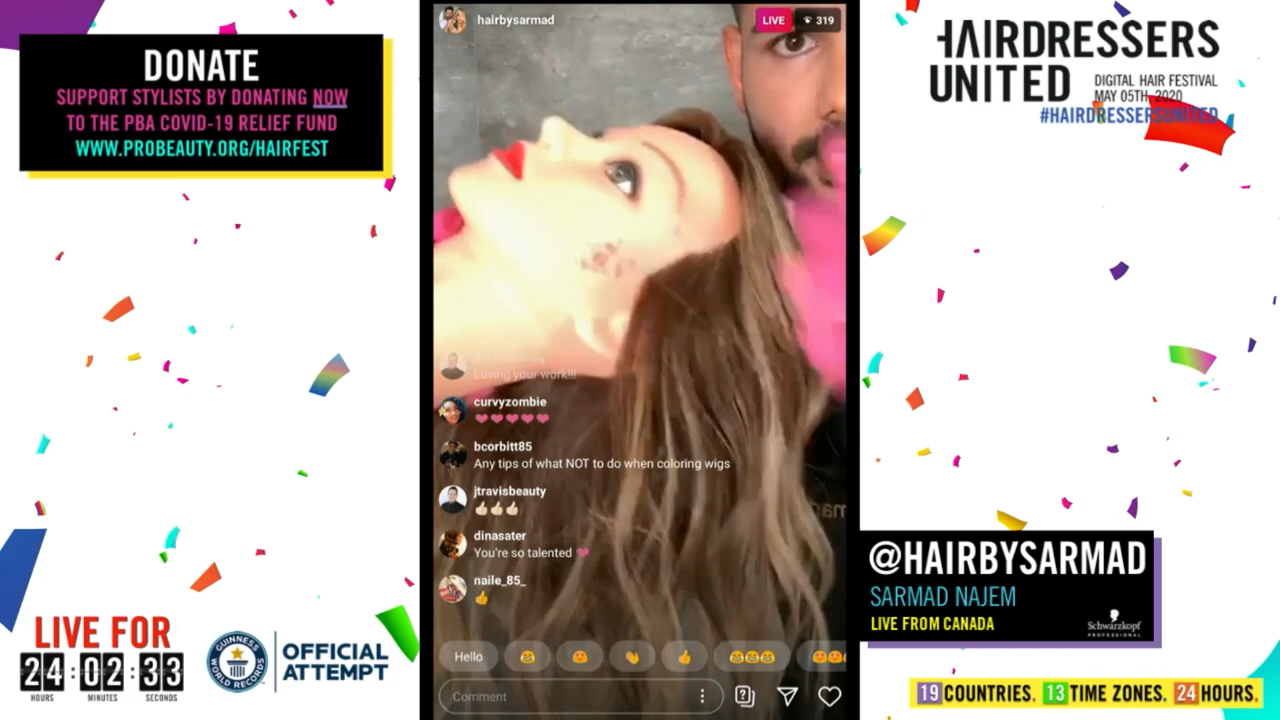 DONATE
SUPPORT STYLISTS BY DONATING NOW
TO THE PBA COVID-19 RELIEF FUND
WWW.PROBEAUTY.ORG/HAIRFEST
hairbysarmad
LIVE
319
HAIRDRESSERS
UNITED
DIGITAL HAIR FESTIVAL
MAY 05TH, 2020
#HAIRDRESSERSUNITED
Loving your work!!!
curvyzombie
bcorbitt85
Any tips of what NOT to do when coloring wigs
jtravisbeauty
dinasater
You're so talented
naile_85_
Hello
Comment
LIVE FOR
24:02:33
HOURS MINUTES SECONDS
GUINNESS
WORLD RECORDS
OFFICIAL
ATTEMPT
@HAIRBYSARMAD
SARMAD NAJEM
LIVE FROM CANADA
Schwarzkopf
PROFESSIONAL
19 COUNTRIES. 13 TIME ZONES. 24 HOURS.